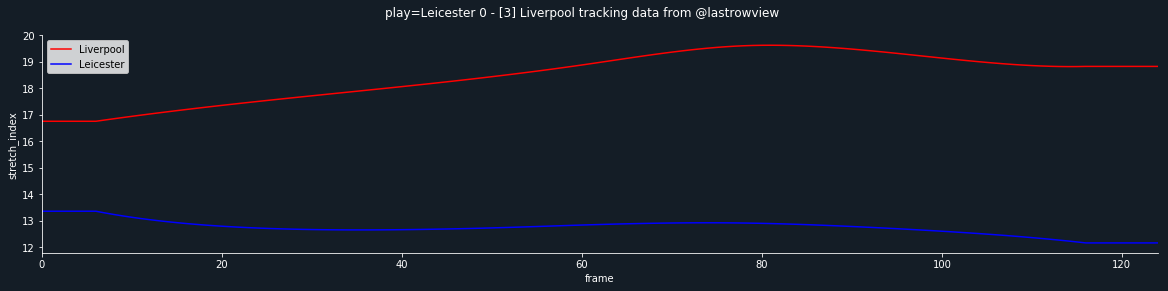 play=Leicester 0 - [3] Liverpool tracking data from @lastrowview
20
19
18
17
16
15
14
13
12
stretch_index
Liverpool
Leicester
0 20 40 60 80 100 120
frame